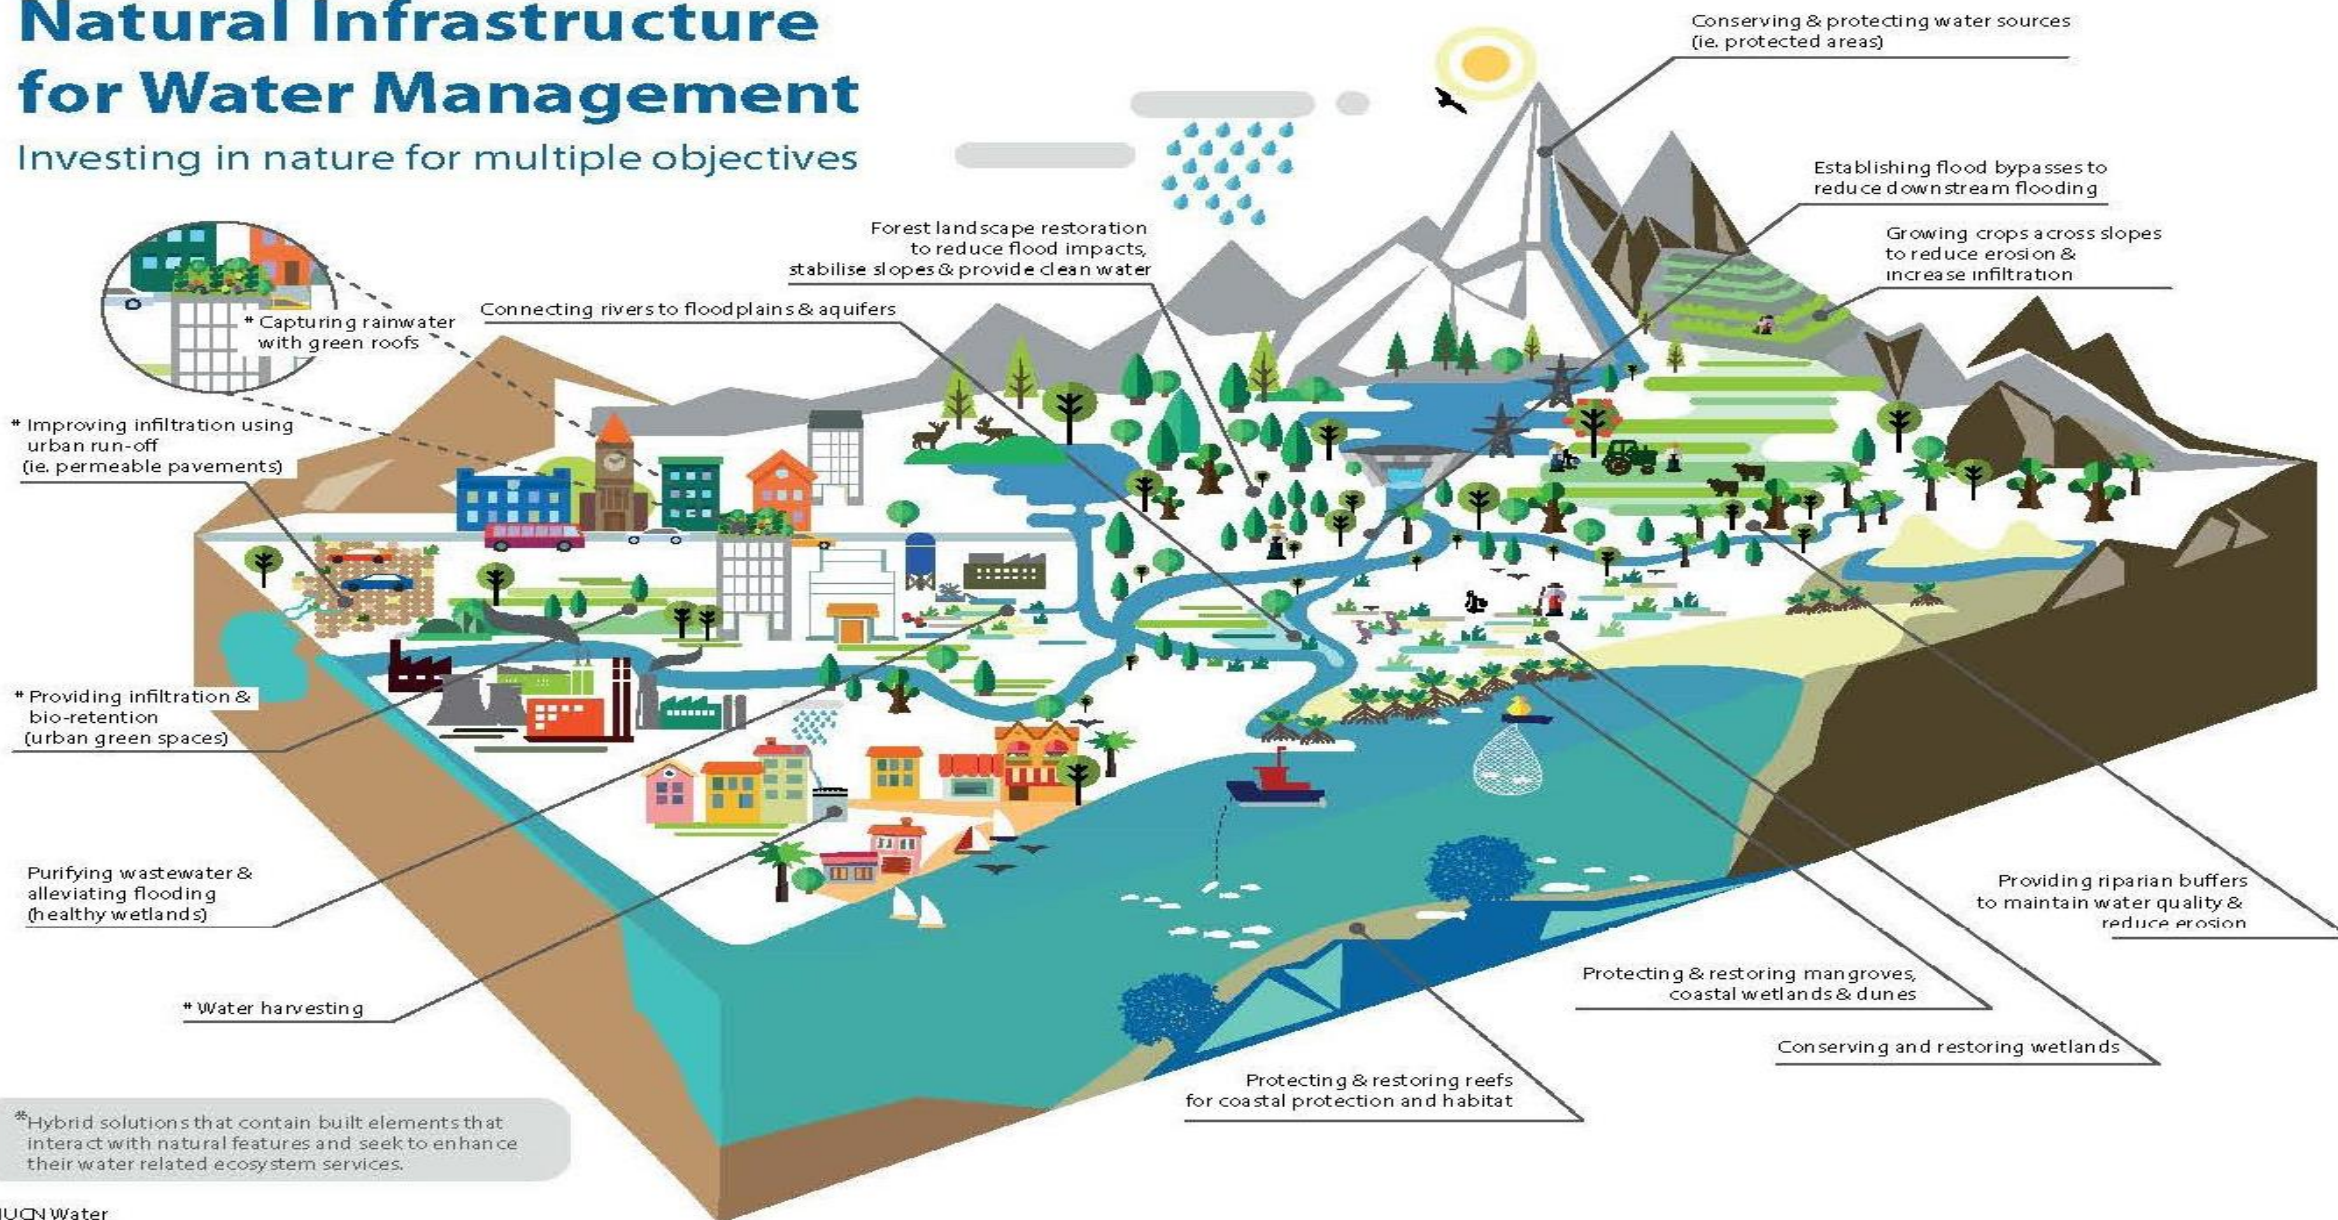 Natural Infrastructure
for Water Management
Investing in nature for multiple objectives
Conserving & protecting water sources
(ie. protected areas)
Establishing flood bypasses to
reduce downstream flooding
Growing crops across slopes
to reduce erosion &
increase infiltration
Forest landscape restoration
to reduce flood impacts,
stabilise slopes & provide clean water
Connecting rivers to floodplains & aquifers
* Capturing rainwater
with green roofs
* Improving infiltration using
urban run-off
(ie. permeable pavements)
* Providing infiltration &
bio-retention
(urban green spaces)
Purifying wastewater &
alleviating flooding
(healthy wetlands)
* Water harvesting
Providing riparian buffers
to maintain water quality &
reduce erosion
Protecting & restoring mangroves,
coastal wetlands & dunes
Conserving and restoring wetlands
Protecting & restoring reefs
for coastal protection and habitat
*Hybrid solutions that contain built elements that
interact with natural features and seek to enhance
their water related ecosystem services.
IUCN Water